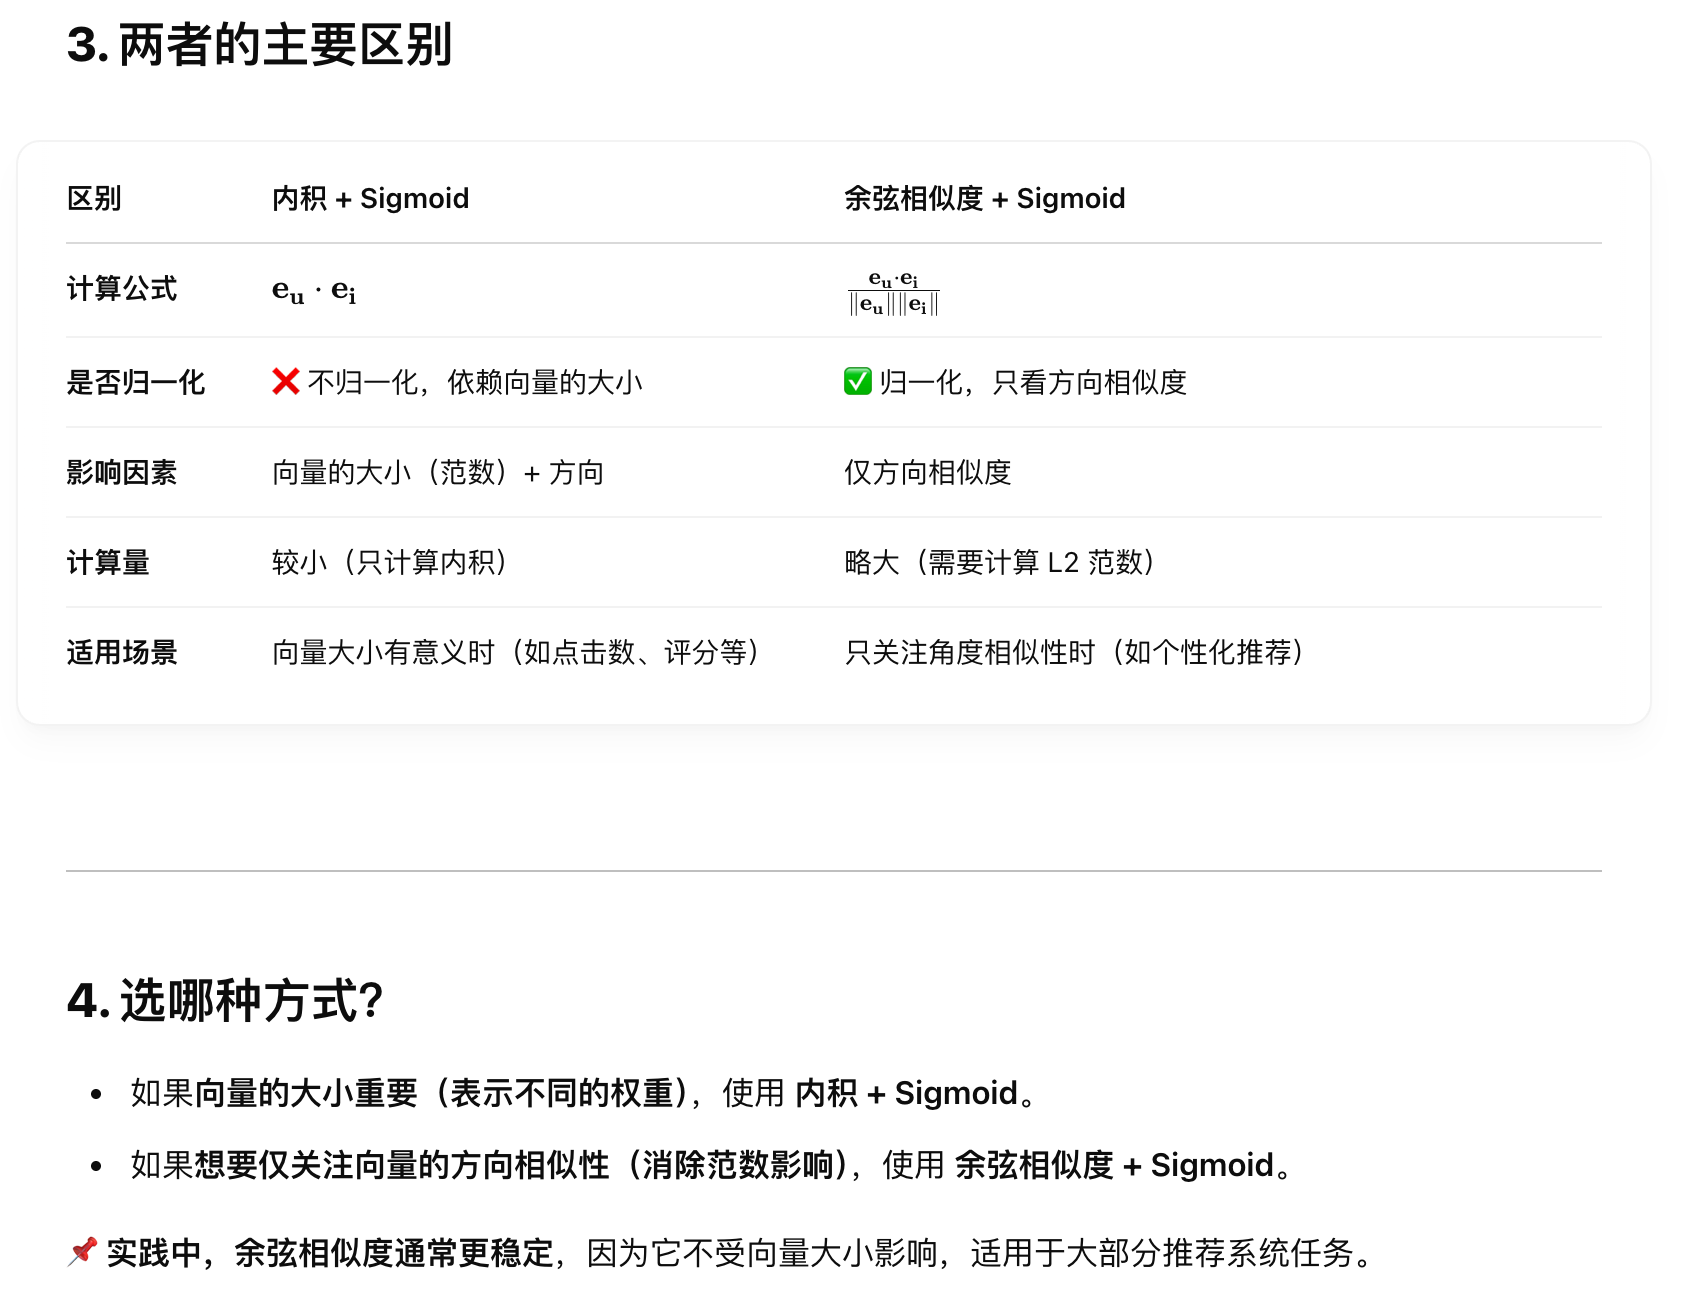 3. 两者的主要区别
区别 内积 + Sigmoid 余弦相似度 + Sigmoid
计算公式 e_u · e_i \frac{e_u·e_i}{‖e_u‖‖e_i‖}
是否归一化 ❌ 不归一化，依赖向量的大小 ✅ 归一化，只看方向相似度
影响因素 向量的大小（范数）+ 方向 仅方向相似度
计算量 较小（只计算内积） 略大（需要计算 L2 范数）
适用场景 向量大小有意义时（如点击数、评分等） 只关注角度相似性时（如个性化推荐）
4. 选哪种方式？
• 如果向量的大小重要（表示不同的权重），使用 内积 + Sigmoid。
• 如果想要仅关注向量的方向相似性（消除范数影响），使用 余弦相似度 + Sigmoid。
📌 实践中，余弦相似度通常更稳定，因为它不受向量大小影响，适用于大部分推荐系统任务。